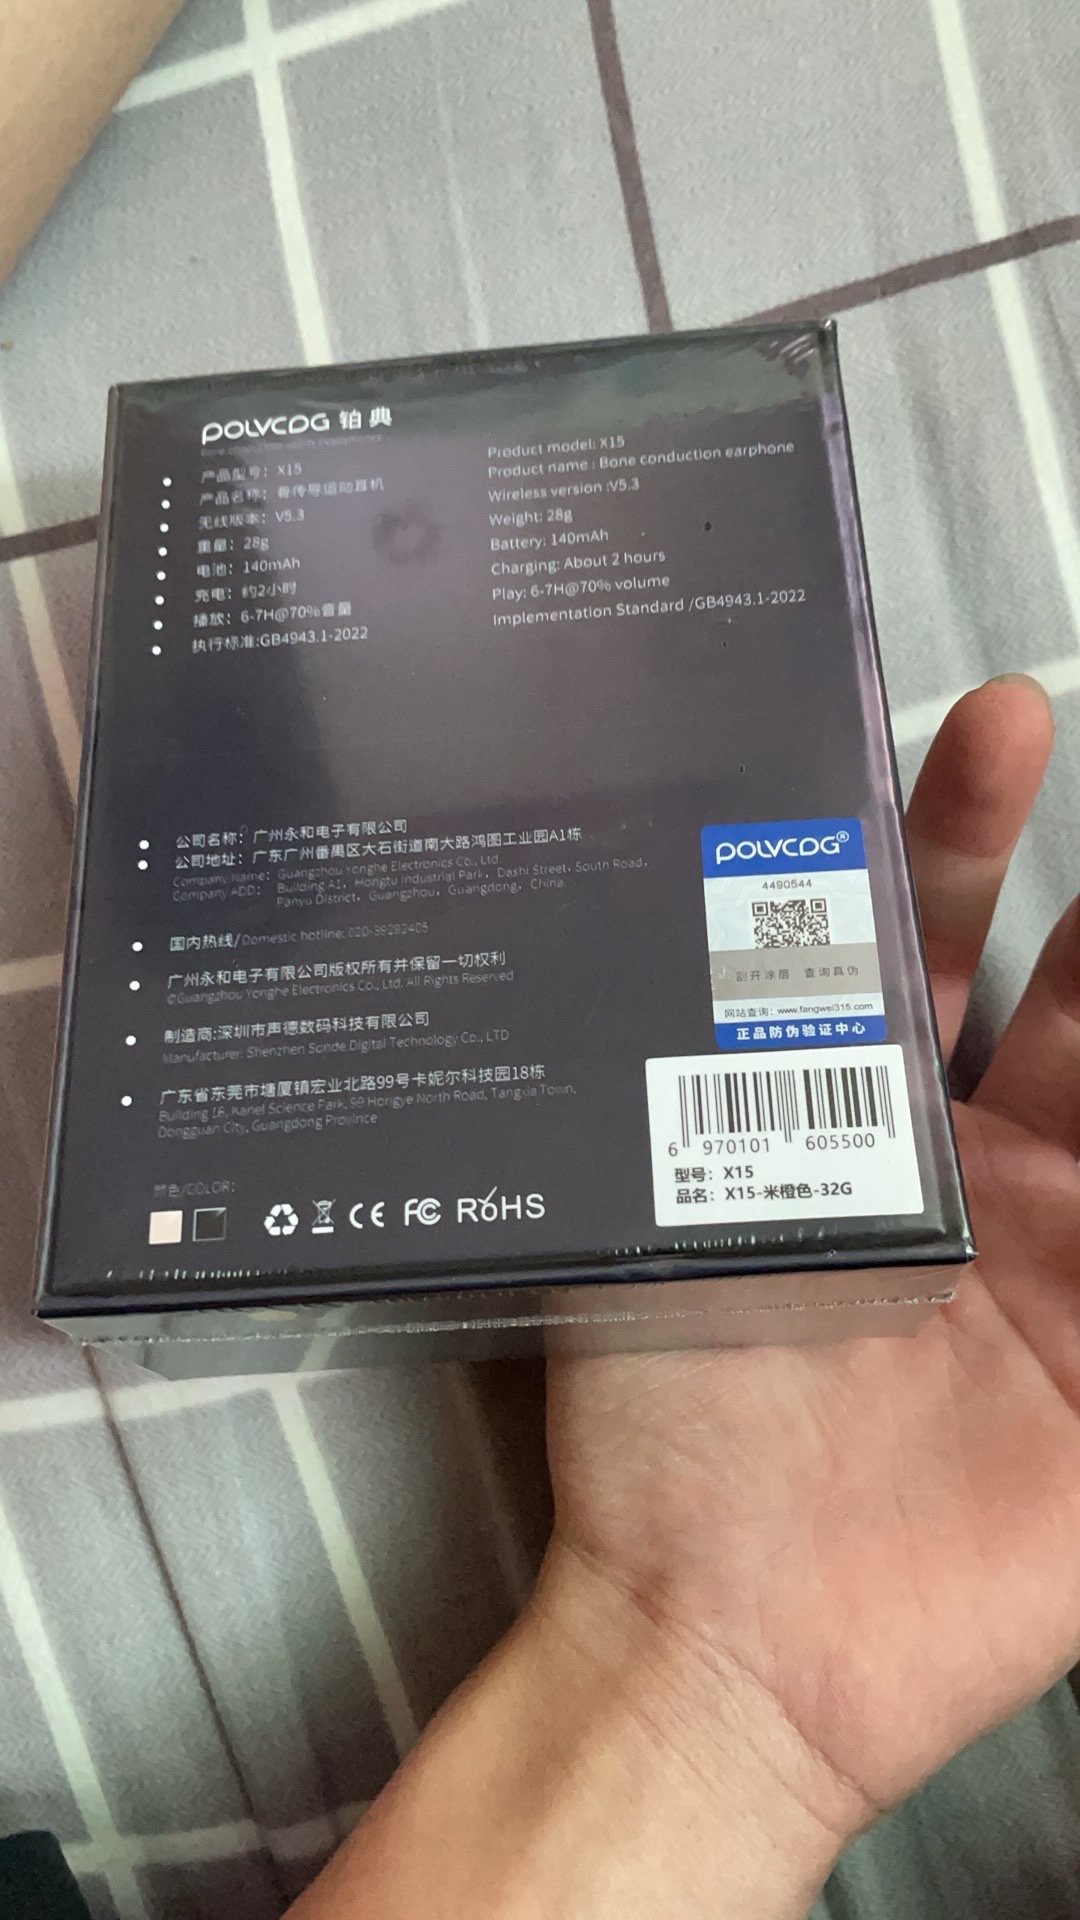 POLVCDG 铂典
产品型号：X15
产品名称：骨传导运动耳机
无线版本：V5.3
重量：28g
电池：140mAh
充电：约2小时
播放：6-7H@70%音量
执行标准:GB4943.1-2022
Product model: X15
Product name : Bone conduction earphone
Wireless version :V5.3
Weight: 28g
Battery: 140mAh
Charging: About 2 hours
Play: 6-7H@70% volume
Implementation Standard /GB4943.1-2022
公司名称：广州永和电子有限公司
公司地址：广东广州番禺区大石街道南大路鸿图工业园A1栋
Company Name: Guangzhou Yonghe Electronics Co., Ltd
Company ADD: Building A1, Hongtu Industrial Park, Dashi Street, South Road,
Panyu District, Guangzhou, Guangdong, China.
国内热线/Domestic hotline: 020-39292405
广州永和电子有限公司版权所有并保留一切权利
©Guangzhou Yonghe Electronics Co., Ltd. All Rights Reserved
制造商:深圳市声德数码科技有限公司
Manufacturer: Shenzhen Sonde Digital Technology Co., LTD
广东省东莞市塘厦镇宏业北路99号卡妮尔科技园18栋
Building 18, Kanel Science Park, 99 Hongye North Road, Tangxia Town,
Dongguan City, Guangdong Province
颜色/COLOR:
CE FC RoHS
POLVCDG®
4490544
刮开涂层 查询真伪
网站查询：www.fangwei315.com
正品防伪验证中心
6 970101 605500
型号：X15
品名：X15-米橙色-32G